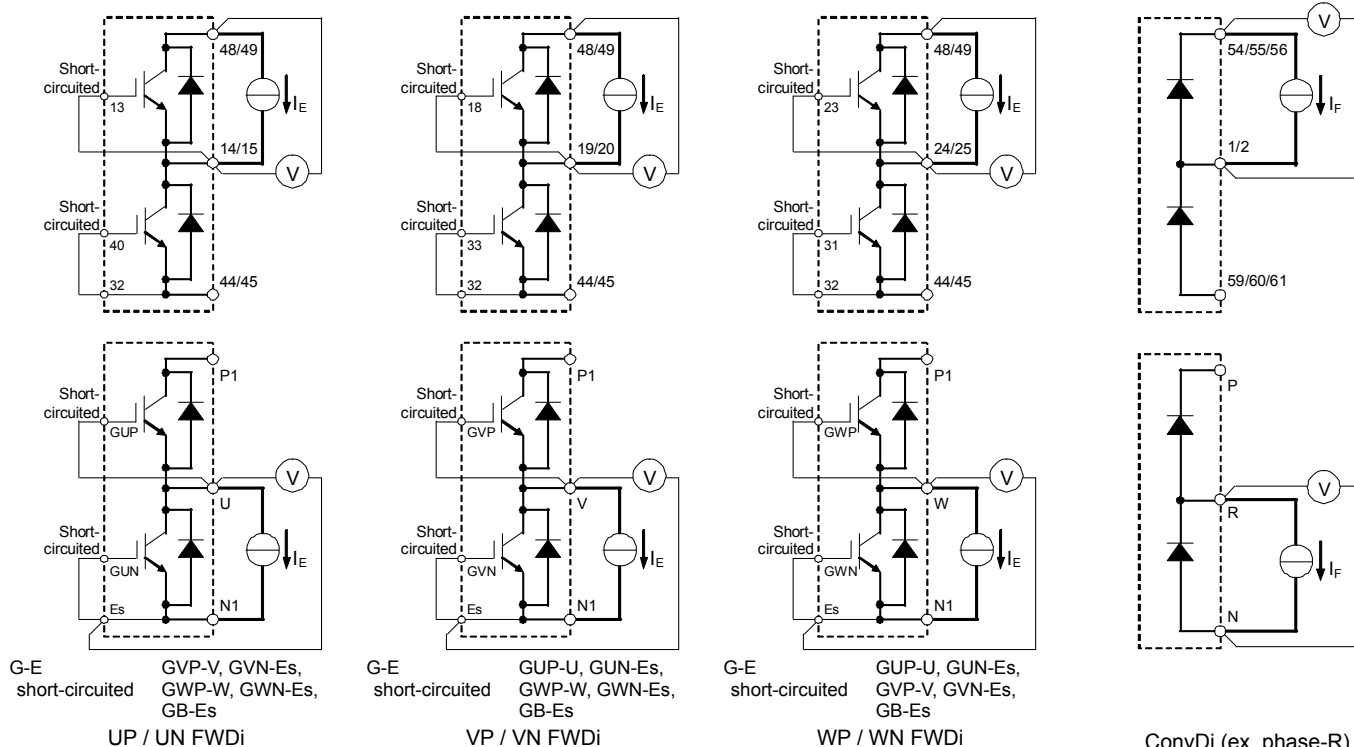 48/49
Short-
circuited
13
I_E
14/15
V
Short-
circuited
40
32
44/45
48/49
Short-
circuited
18
I_E
19/20
V
Short-
circuited
33
32
44/45
48/49
Short-
circuited
23
I_E
24/25
V
Short-
circuited
31
32
44/45
V
54/55/56
I_F
1/2
59/60/61
P1
Short-
circuited
GUP
V
U
Short-
circuited
GUN
I_E
Es
N1
P1
Short-
circuited
GVP
V
V
Short-
circuited
GVN
I_E
Es
N1
P1
Short-
circuited
GWP
V
W
Short-
circuited
GWN
I_E
Es
N1
P
V
R
I_F
N
G-E
short-circuited
GVP-V, GVN-Es,
GWP-W, GWN-Es,
GB-Es
UP / UN FWDi
G-E
short-circuited
GUP-U, GUN-Es,
GWP-W, GWN-Es,
GB-Es
VP / VN FWDi
G-E
short-circuited
GUP-U, GUN-Es,
GVP-V, GVN-Es,
GB-Es
WP / WN FWDi
ConvDi (ex. phase-R)